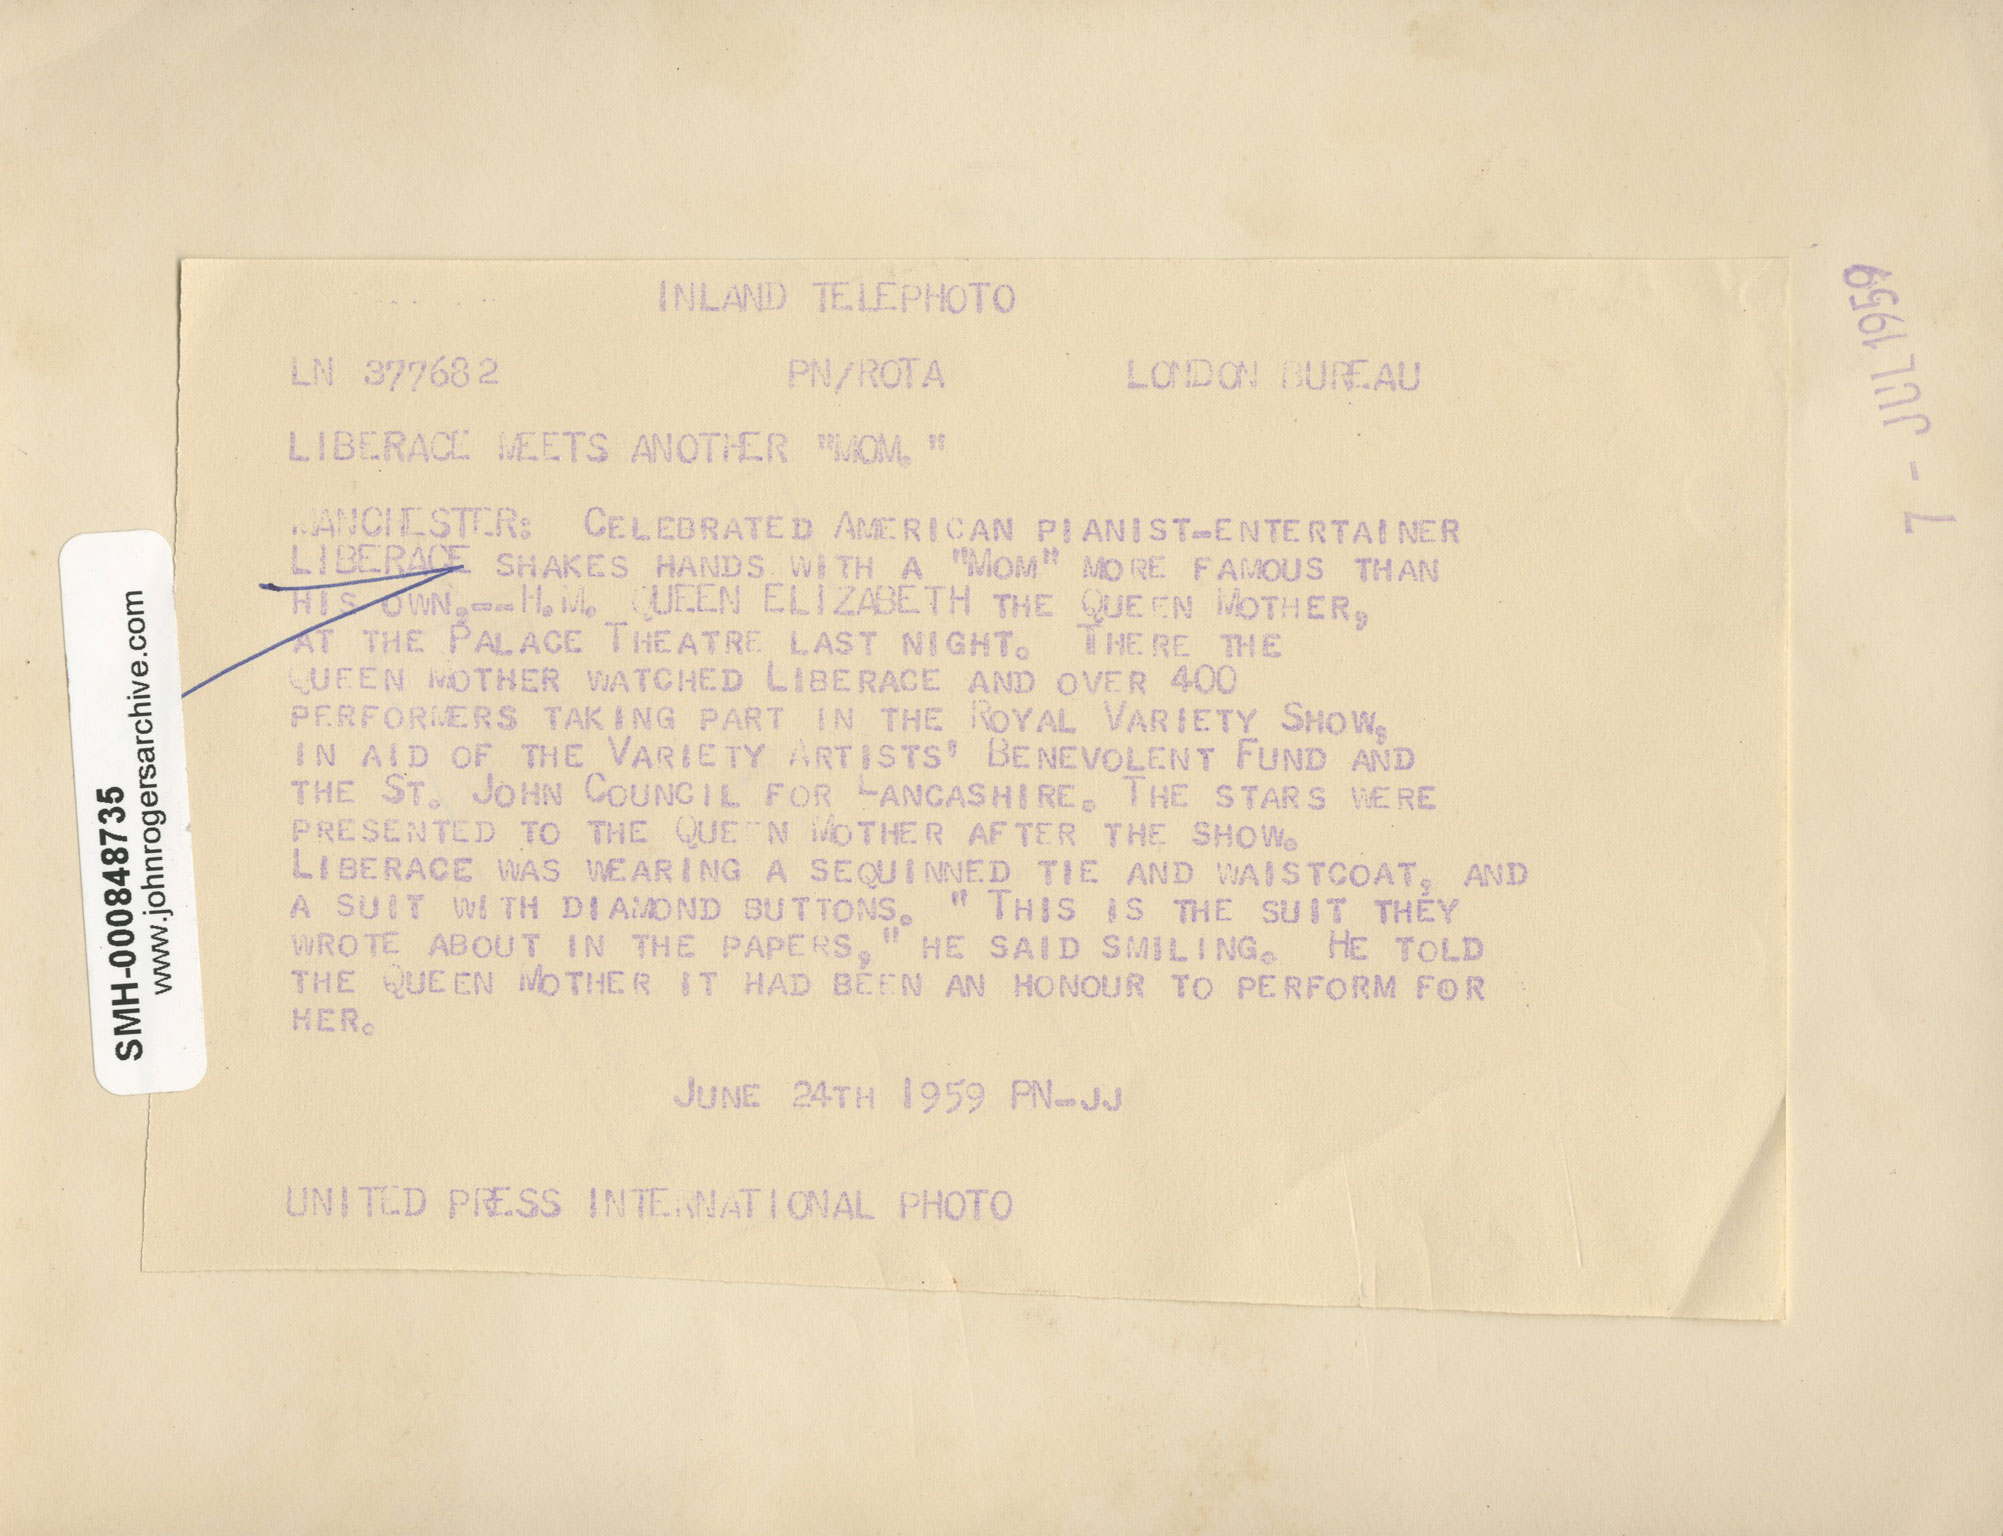 INLAND TELEPHOTO
LN 377682 PN/ROTA LONDON BUREAU
LIBERACE MEETS ANOTHER "MOM."
MANCHESTER: CELEBRATED AMERICAN PIANIST-ENTERTAINER
LIBERACE SHAKES HANDS WITH A "MOM" MORE FAMOUS THAN
HIS OWN.--H.M. QUEEN ELIZABETH THE QUEEN MOTHER,
AT THE PALACE THEATRE LAST NIGHT. THERE THE
QUEEN MOTHER WATCHED LIBERACE AND OVER 400
PERFORMERS TAKING PART IN THE ROYAL VARIETY SHOW,
IN AID OF THE VARIETY ARTISTS' BENEVOLENT FUND AND
THE ST. JOHN COUNCIL FOR LANCASHIRE. THE STARS WERE
PRESENTED TO THE QUEEN MOTHER AFTER THE SHOW.
LIBERACE WAS WEARING A SEQUINNED TIE AND WAISTCOAT, AND
A SUIT WITH DIAMOND BUTTONS. "THIS IS THE SUIT THEY
WROTE ABOUT IN THE PAPERS," HE SAID SMILING. HE TOLD
THE QUEEN MOTHER IT HAD BEEN AN HONOUR TO PERFORM FOR
HER.
JUNE 24TH 1959 PN-JJ
UNITED PRESS INTERNATIONAL PHOTO
SMH-000848735
www.johnrogersarchive.com
7 - JUL 1959